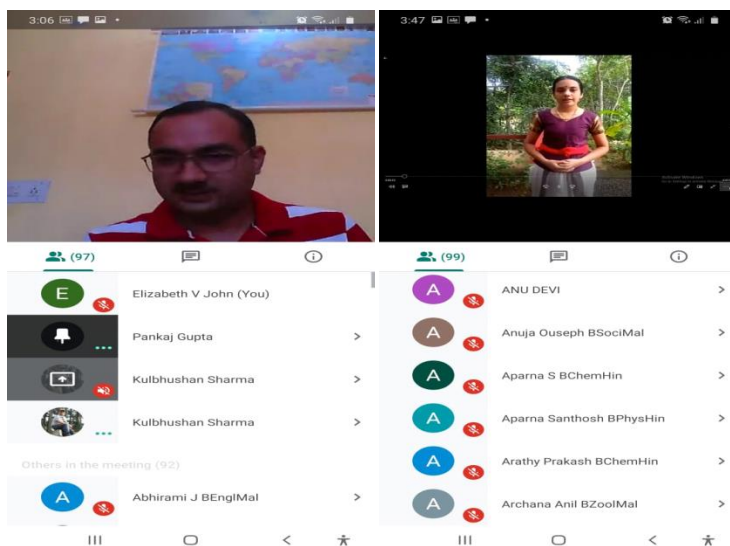 3:06
(97)
Elizabeth V John (You)
Pankaj Gupta
Kulbhushan Sharma
Kulbhushan Sharma
Others in the meeting (92)
Abhirami J BEnglMal
3:47
(99)
ANU DEVI
Anuja Ouseph BSociMal
Aparna S BChemHin
Aparna Santhosh BPhysHin
Arathy Prakash BChemHin
Archana Anil BZoolMal